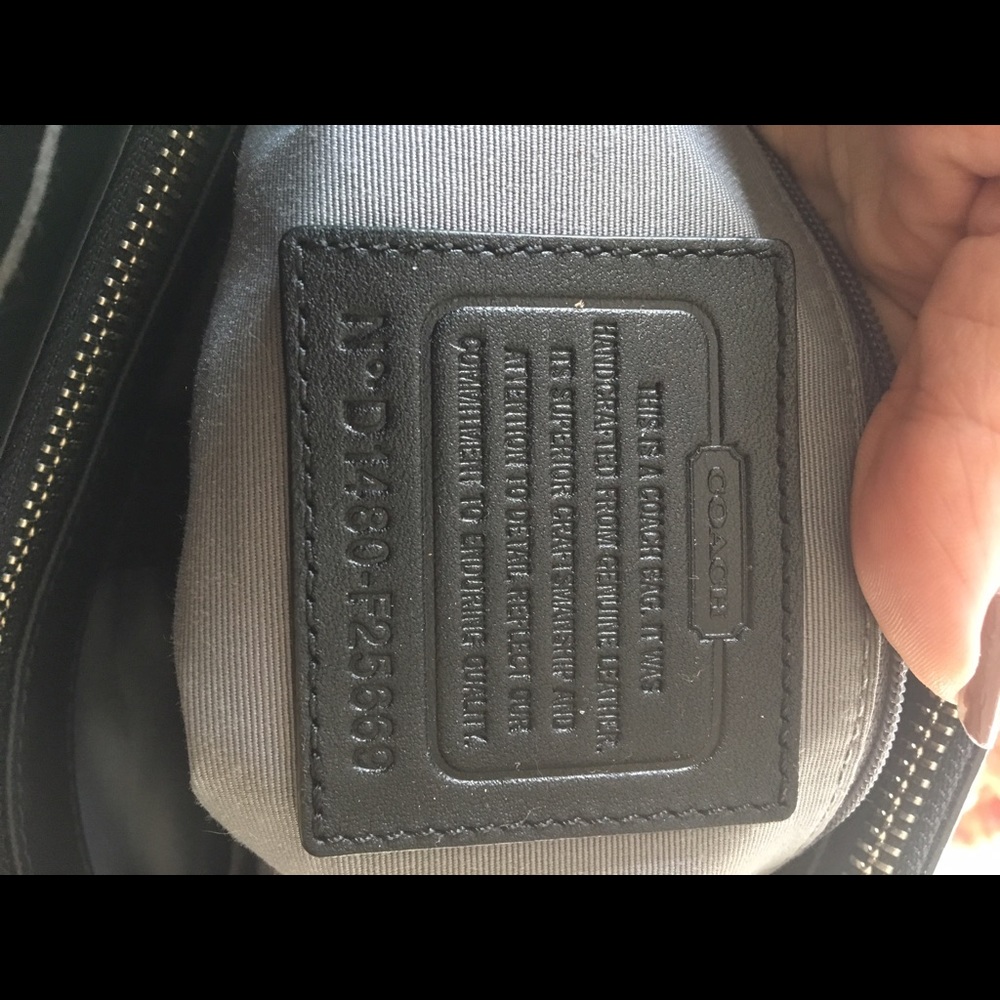 COACH
THIS IS A COACH BAG. IT WAS
HANDCRAFTED FROM GENUINE LEATHER.
ITS SUPERIOR CRAFTSMANSHIP AND
ATTENTION TO DETAIL REFLECT OUR
COMMITMENT TO ENDURING QUALITY.
Nº. D1480-F25669